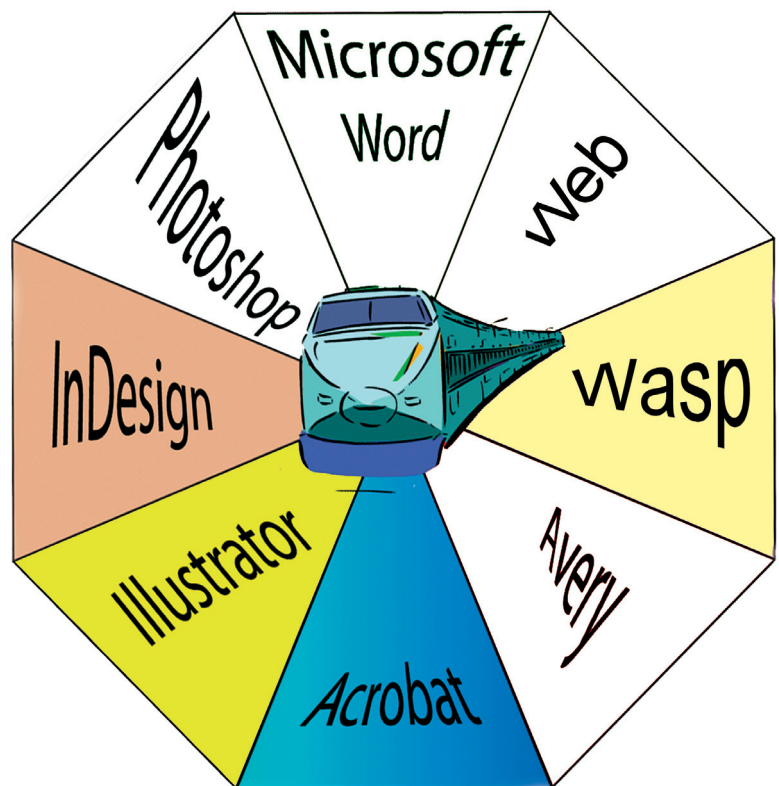 Microsoft
Word
Web
Wasp
Avery
Acrobat
Illustrator
InDesign
Photoshop